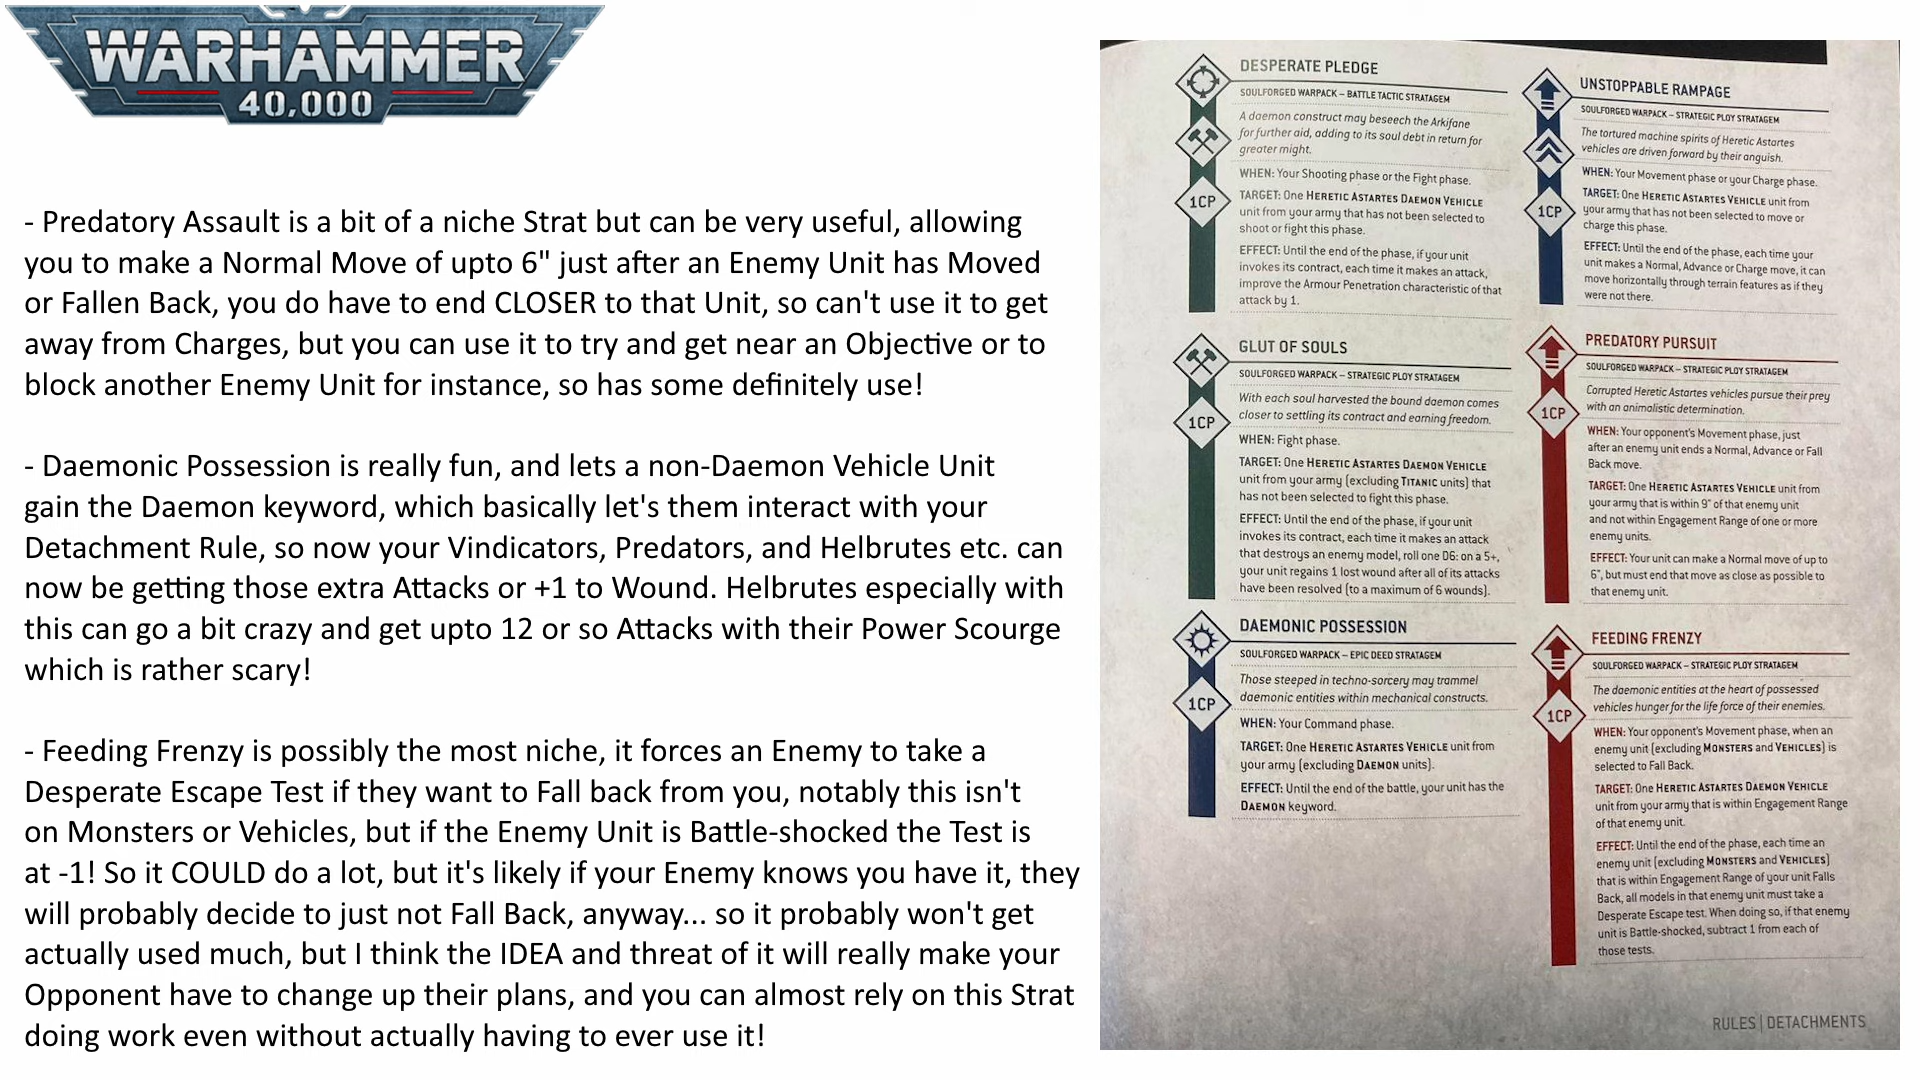 WARHAMMER
40,000
- Predatory Assault is a bit of a niche Strat but can be very useful, allowing
you to make a Normal Move of upto 6" just after an Enemy Unit has Moved
or Fallen Back, you do have to end CLOSER to that Unit, so can't use it to get
away from Charges, but you can use it to try and get near an Objective or to
block another Enemy Unit for instance, so has some definitely use!
- Daemonic Possession is really fun, and lets a non-Daemon Vehicle Unit
gain the Daemon keyword, which basically let's them interact with your
Detachment Rule, so now your Vindicators, Predators, and Helbrutes etc. can
now be getting those extra Attacks or +1 to Wound. Helbrutes especially with
this can go a bit crazy and get upto 12 or so Attacks with their Power Scourge
which is rather scary!
- Feeding Frenzy is possibly the most niche, it forces an Enemy to take a
Desperate Escape Test if they want to Fall back from you, notably this isn't
on Monsters or Vehicles, but if the Enemy Unit is Battle-shocked the Test is
at -1! So it COULD do a lot, but it's likely if your Enemy knows you have it, they
will probably decide to just not Fall Back, anyway... so it probably won't get
actually used much, but I think the IDEA and threat of it will really make your
Opponent have to change up their plans, and you can almost rely on this Strat
doing work even without actually having to ever use it!
DESPERATE PLEDGE
SOULFORGED WARPACK – BATTLE TACTIC STRATAGEM
A daemon construct may beseech the Arkifane
for further aid, adding to its soul debt in return for
greater might.
WHEN: Your Shooting phase or the Fight phase.
1CP
TARGET: One HERETIC ASTARTES DAEMON VEHICLE
unit from your army that has not been selected to
shoot or fight this phase.
EFFECT: Until the end of the phase, if your unit
invokes its contract, each time it makes an attack,
improve the Armour Penetration characteristic of that
attack by 1.
GLUT OF SOULS
SOULFORGED WARPACK – STRATEGIC PLOY STRATAGEM
With each soul harvested the bound daemon comes
closer to settling its contract and earning freedom.
1CP
WHEN: Fight phase.
TARGET: One HERETIC ASTARTES DAEMON VEHICLE
unit from your army (excluding TITANIC units) that
has not been selected to fight this phase.
EFFECT: Until the end of the phase, if your unit
invokes its contract, each time it makes an attack
that destroys an enemy model, roll one D6: on a 5+,
your unit regains 1 lost wound after all of its attacks
have been resolved (to a maximum of 6 wounds).
DAEMONIC POSSESSION
SOULFORGED WARPACK – EPIC DEED STRATAGEM
Those steeped in techno-sorcery may trammel
daemonic entities within mechanical constructs.
1CP
WHEN: Your Command phase.
TARGET: One HERETIC ASTARTES VEHICLE unit from
your army (excluding DAEMON units).
EFFECT: Until the end of the battle, your unit has the
DAEMON keyword.
UNSTOPPABLE RAMPAGE
SOULFORGED WARPACK – STRATEGIC PLOY STRATAGEM
The tortured machine spirits of Heretic Astartes
vehicles are driven forward by their anguish.
WHEN: Your Movement phase or your Charge phase.
1CP
TARGET: One HERETIC ASTARTES VEHICLE unit from
your army that has not been selected to move or
charge this phase.
EFFECT: Until the end of the phase, each time your
unit makes a Normal, Advance or Charge move, it can
move horizontally through terrain features as if they
were not there.
PREDATORY PURSUIT
SOULFORGED WARPACK – STRATEGIC PLOY STRATAGEM
Corrupted Heretic Astartes vehicles pursue their prey
with an animalistic determination.
1CP
WHEN: Your opponent's Movement phase, just
after an enemy unit ends a Normal, Advance or Fall
Back move.
TARGET: One HERETIC ASTARTES VEHICLE unit from
your army that is within 9" of that enemy unit
and not within Engagement Range of one or more
enemy units.
EFFECT: Your unit can make a Normal move of up to
6", but must end that move as close as possible to
that enemy unit.
FEEDING FRENZY
SOULFORGED WARPACK – STRATEGIC PLOY STRATAGEM
The daemonic entities at the heart of possessed
vehicles hunger for the life force of their enemies.
1CP
WHEN: Your opponent's Movement phase, when an
enemy unit (excluding MONSTERS and VEHICLES) is
selected to Fall Back.
TARGET: One HERETIC ASTARTES DAEMON VEHICLE
unit from your army that is within Engagement Range
of that enemy unit.
EFFECT: Until the end of the phase, each time an
enemy unit (excluding MONSTERS and VEHICLES)
that is within Engagement Range of your unit Falls
Back, all models in that enemy unit must take a
Desperate Escape test. When doing so, if that enemy
unit is Battle-shocked, subtract 1 from each of
those tests.
RULES | DETACHMENTS